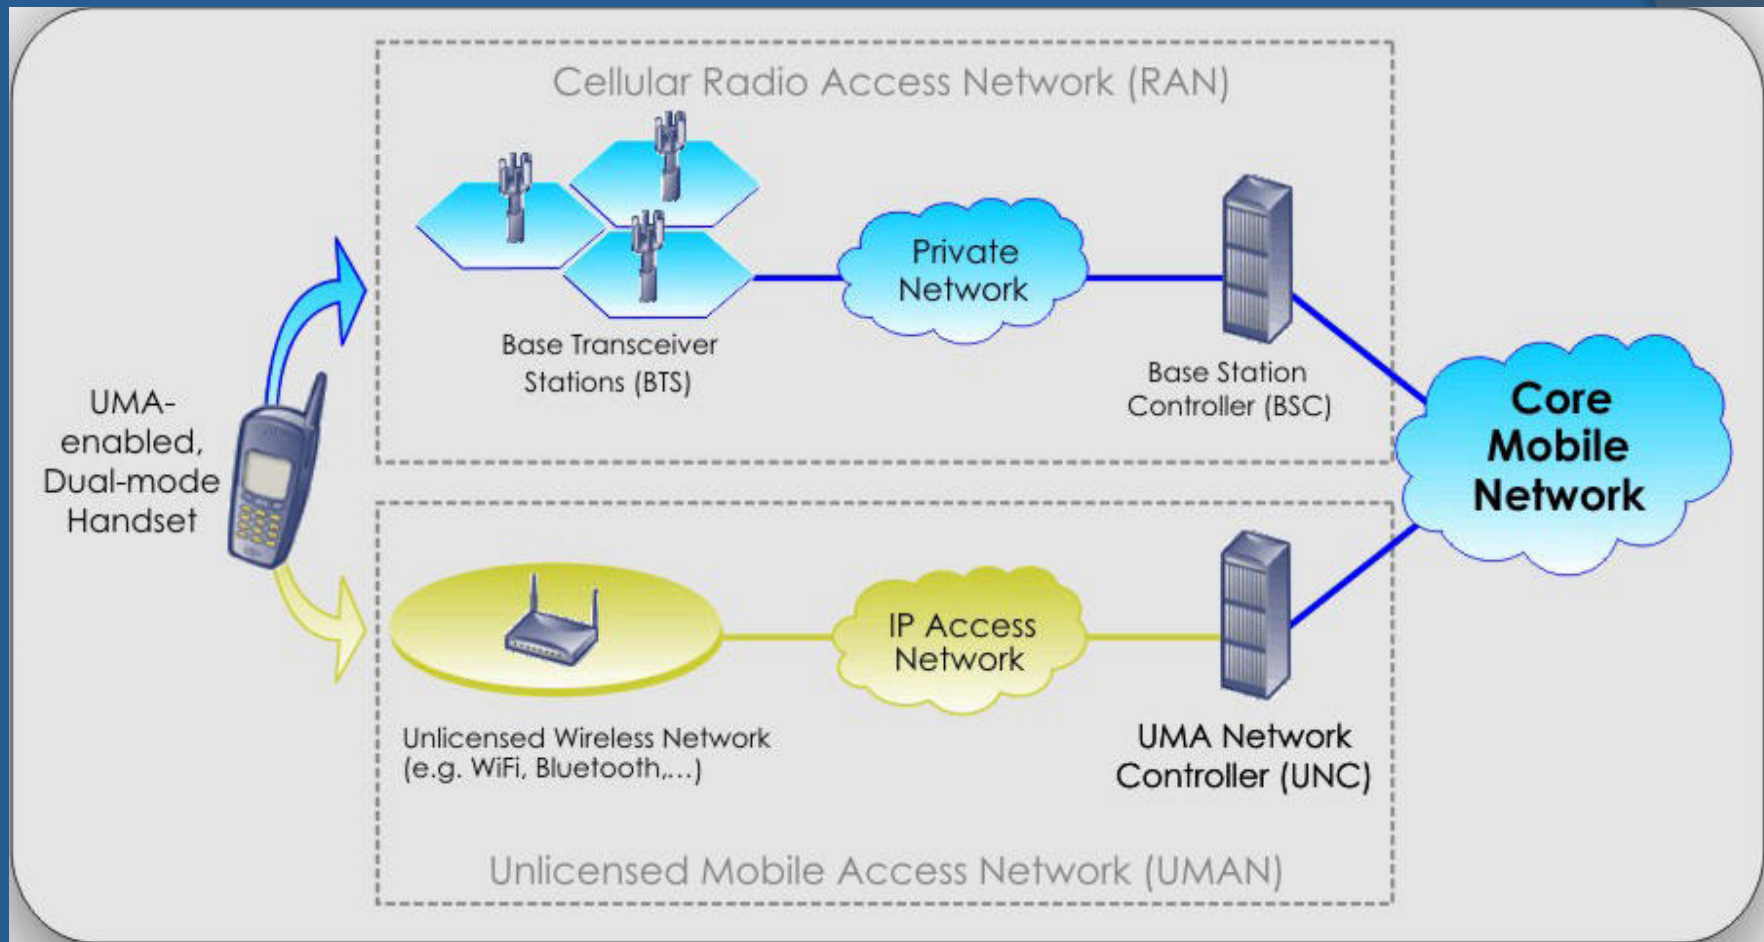 Cellular Radio Access Network (RAN)
Private
Network
Base Transceiver
Stations (BTS)
Base Station
Controller (BSC)
UMA-
enabled,
Dual-mode
Handset
Core
Mobile
Network
IP Access
Network
Unlicensed Wireless Network
(e.g. WiFi, Bluetooth,...)
UMA Network
Controller (UNC)
Unlicensed Mobile Access Network (UMAN)